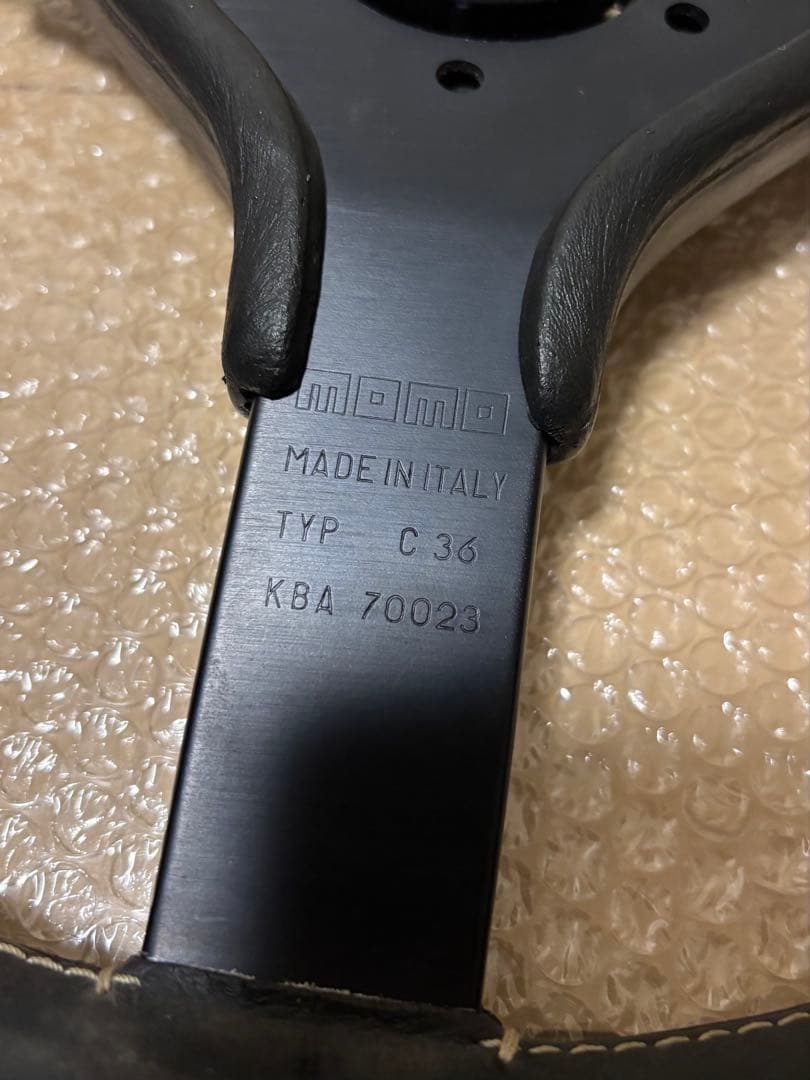 momo
MADE IN ITALY
TYP C 36
KBA 70023